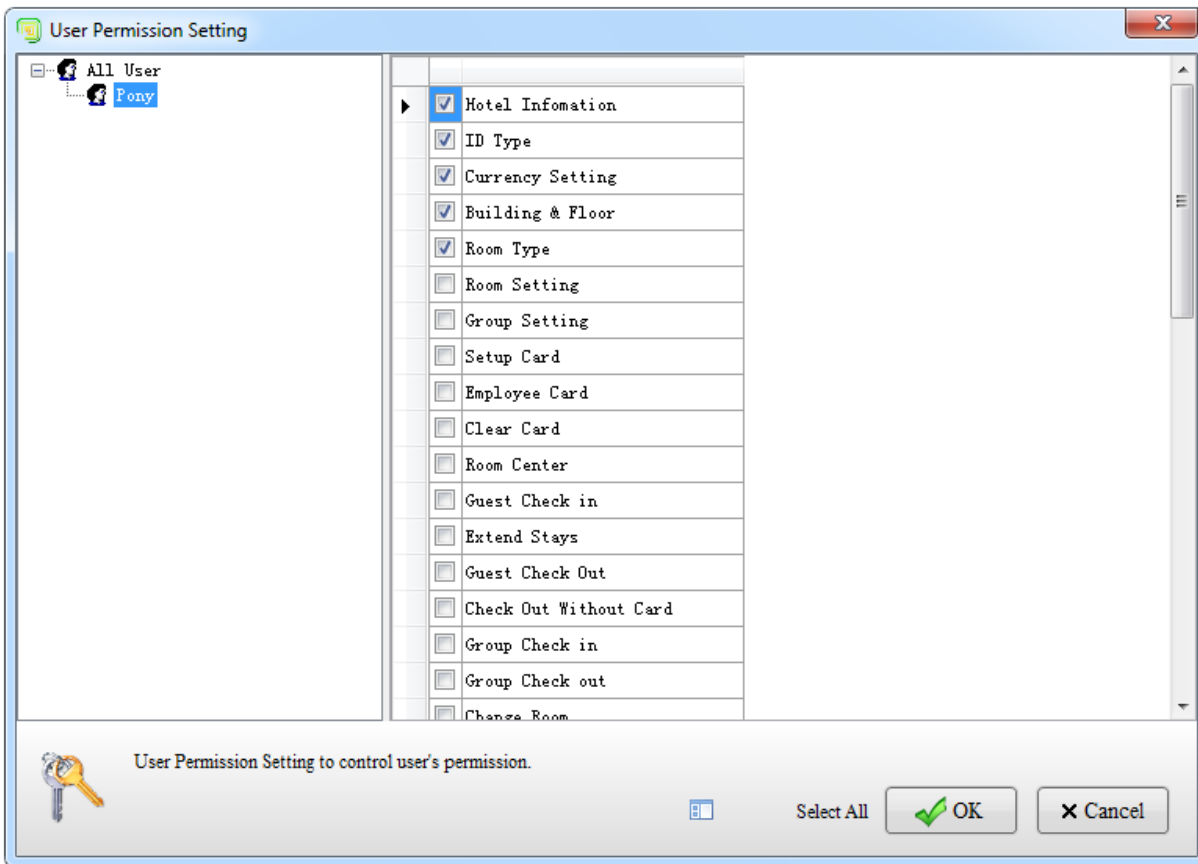 User Permission Setting
All User
Pony
Hotel Infomation
ID Type
Currency Setting
Building & Floor
Room Type
Room Setting
Group Setting
Setup Card
Employee Card
Clear Card
Room Center
Guest Check in
Extend Stays
Guest Check Out
Check Out Without Card
Group Check in
Group Check out
Change Room
User Permission Setting to control user's permission.
Select All
OK
Cancel